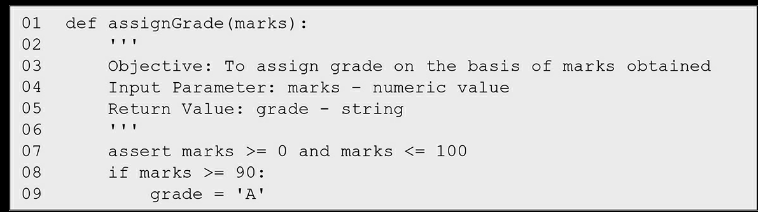 01 def assignGrade(marks):
02     '''
03     Objective: To assign grade on the basis of marks obtained
04     Input Parameter: marks – numeric value
05     Return Value: grade - string
06     '''
07     assert marks >= 0 and marks <= 100
08     if marks >= 90:
09         grade = 'A'